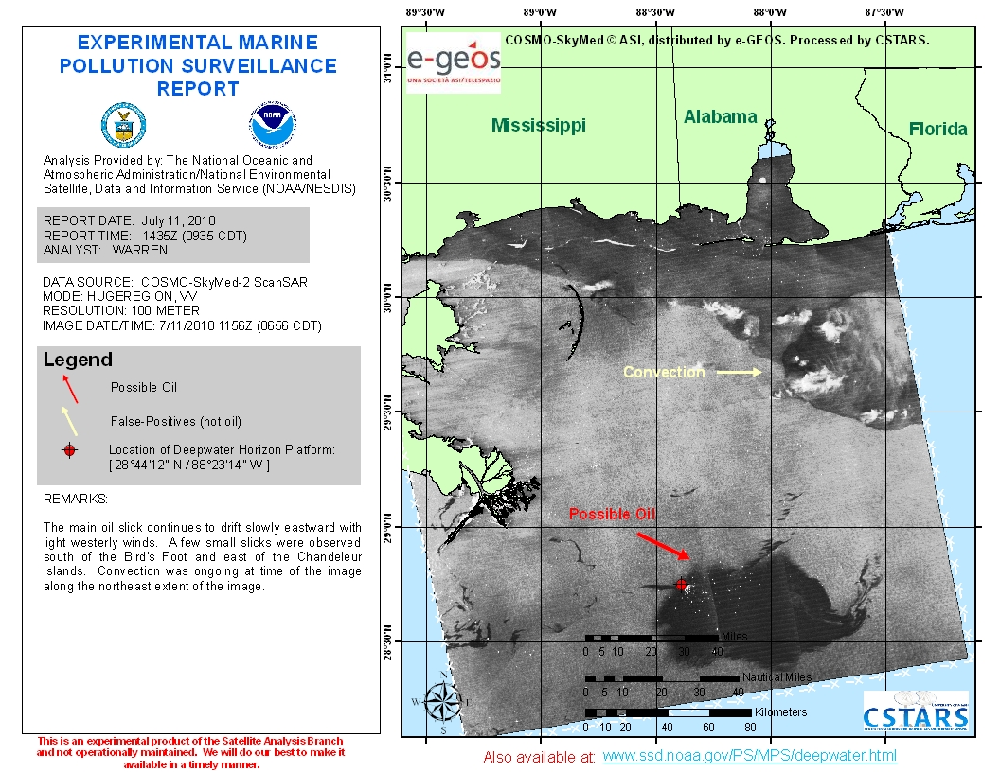 EXPERIMENTAL MARINE
POLLUTION SURVEILLANCE
REPORT
NOAA
Analysis Provided by: The National Oceanic and
Atmospheric Administration/National Environmental
Satellite, Data and Information Service (NOAA/NESDIS)
REPORT DATE: July 11, 2010
REPORT TIME: 1435Z (0935 CDT)
ANALYST: WARREN
DATA SOURCE: COSMO-SkyMed-2 ScanSAR
MODE: HUGEREGION, VV
RESOLUTION: 100 METER
IMAGE DATE/TIME: 7/11/2010 1156Z (0656 CDT)
Legend
Possible Oil
False-Positives (not oil)
Location of Deepwater Horizon Platform:
[ 28°44'12" N / 88°23'14" W ]
REMARKS:
The main oil slick continues to drift slowly eastward with
light westerly winds. A few small slicks were observed
south of the Bird's Foot and east of the Chandeleur
Islands. Convection was ongoing at time of the image
along the northeast extent of the image.
This is an experimental product of the Satellite Analysis Branch
and not operationally maintained. We will do our best to make it
available in a timely manner.
89°30'W 89°0'W 88°30'W 88°0'W 87°30'W
31°0'N
30°30'N
30°0'N
29°30'N
29°0'N
28°30'N
COSMO-SkyMed © ASI, distributed by e-GEOS. Processed by CSTARS.
e-geos
UNA SOCIETÀ ASI/TELESPAZIO
Mississippi
Alabama
Florida
Convection
Possible Oil
Miles
0 5 10 20 30 40
Nautical Miles
0 5 10 20 30 40
Kilometers
0 10 20 40 60 80
N
W E
S
CSTARS
Also available at: www.ssd.noaa.gov/PS/MPS/deepwater.html